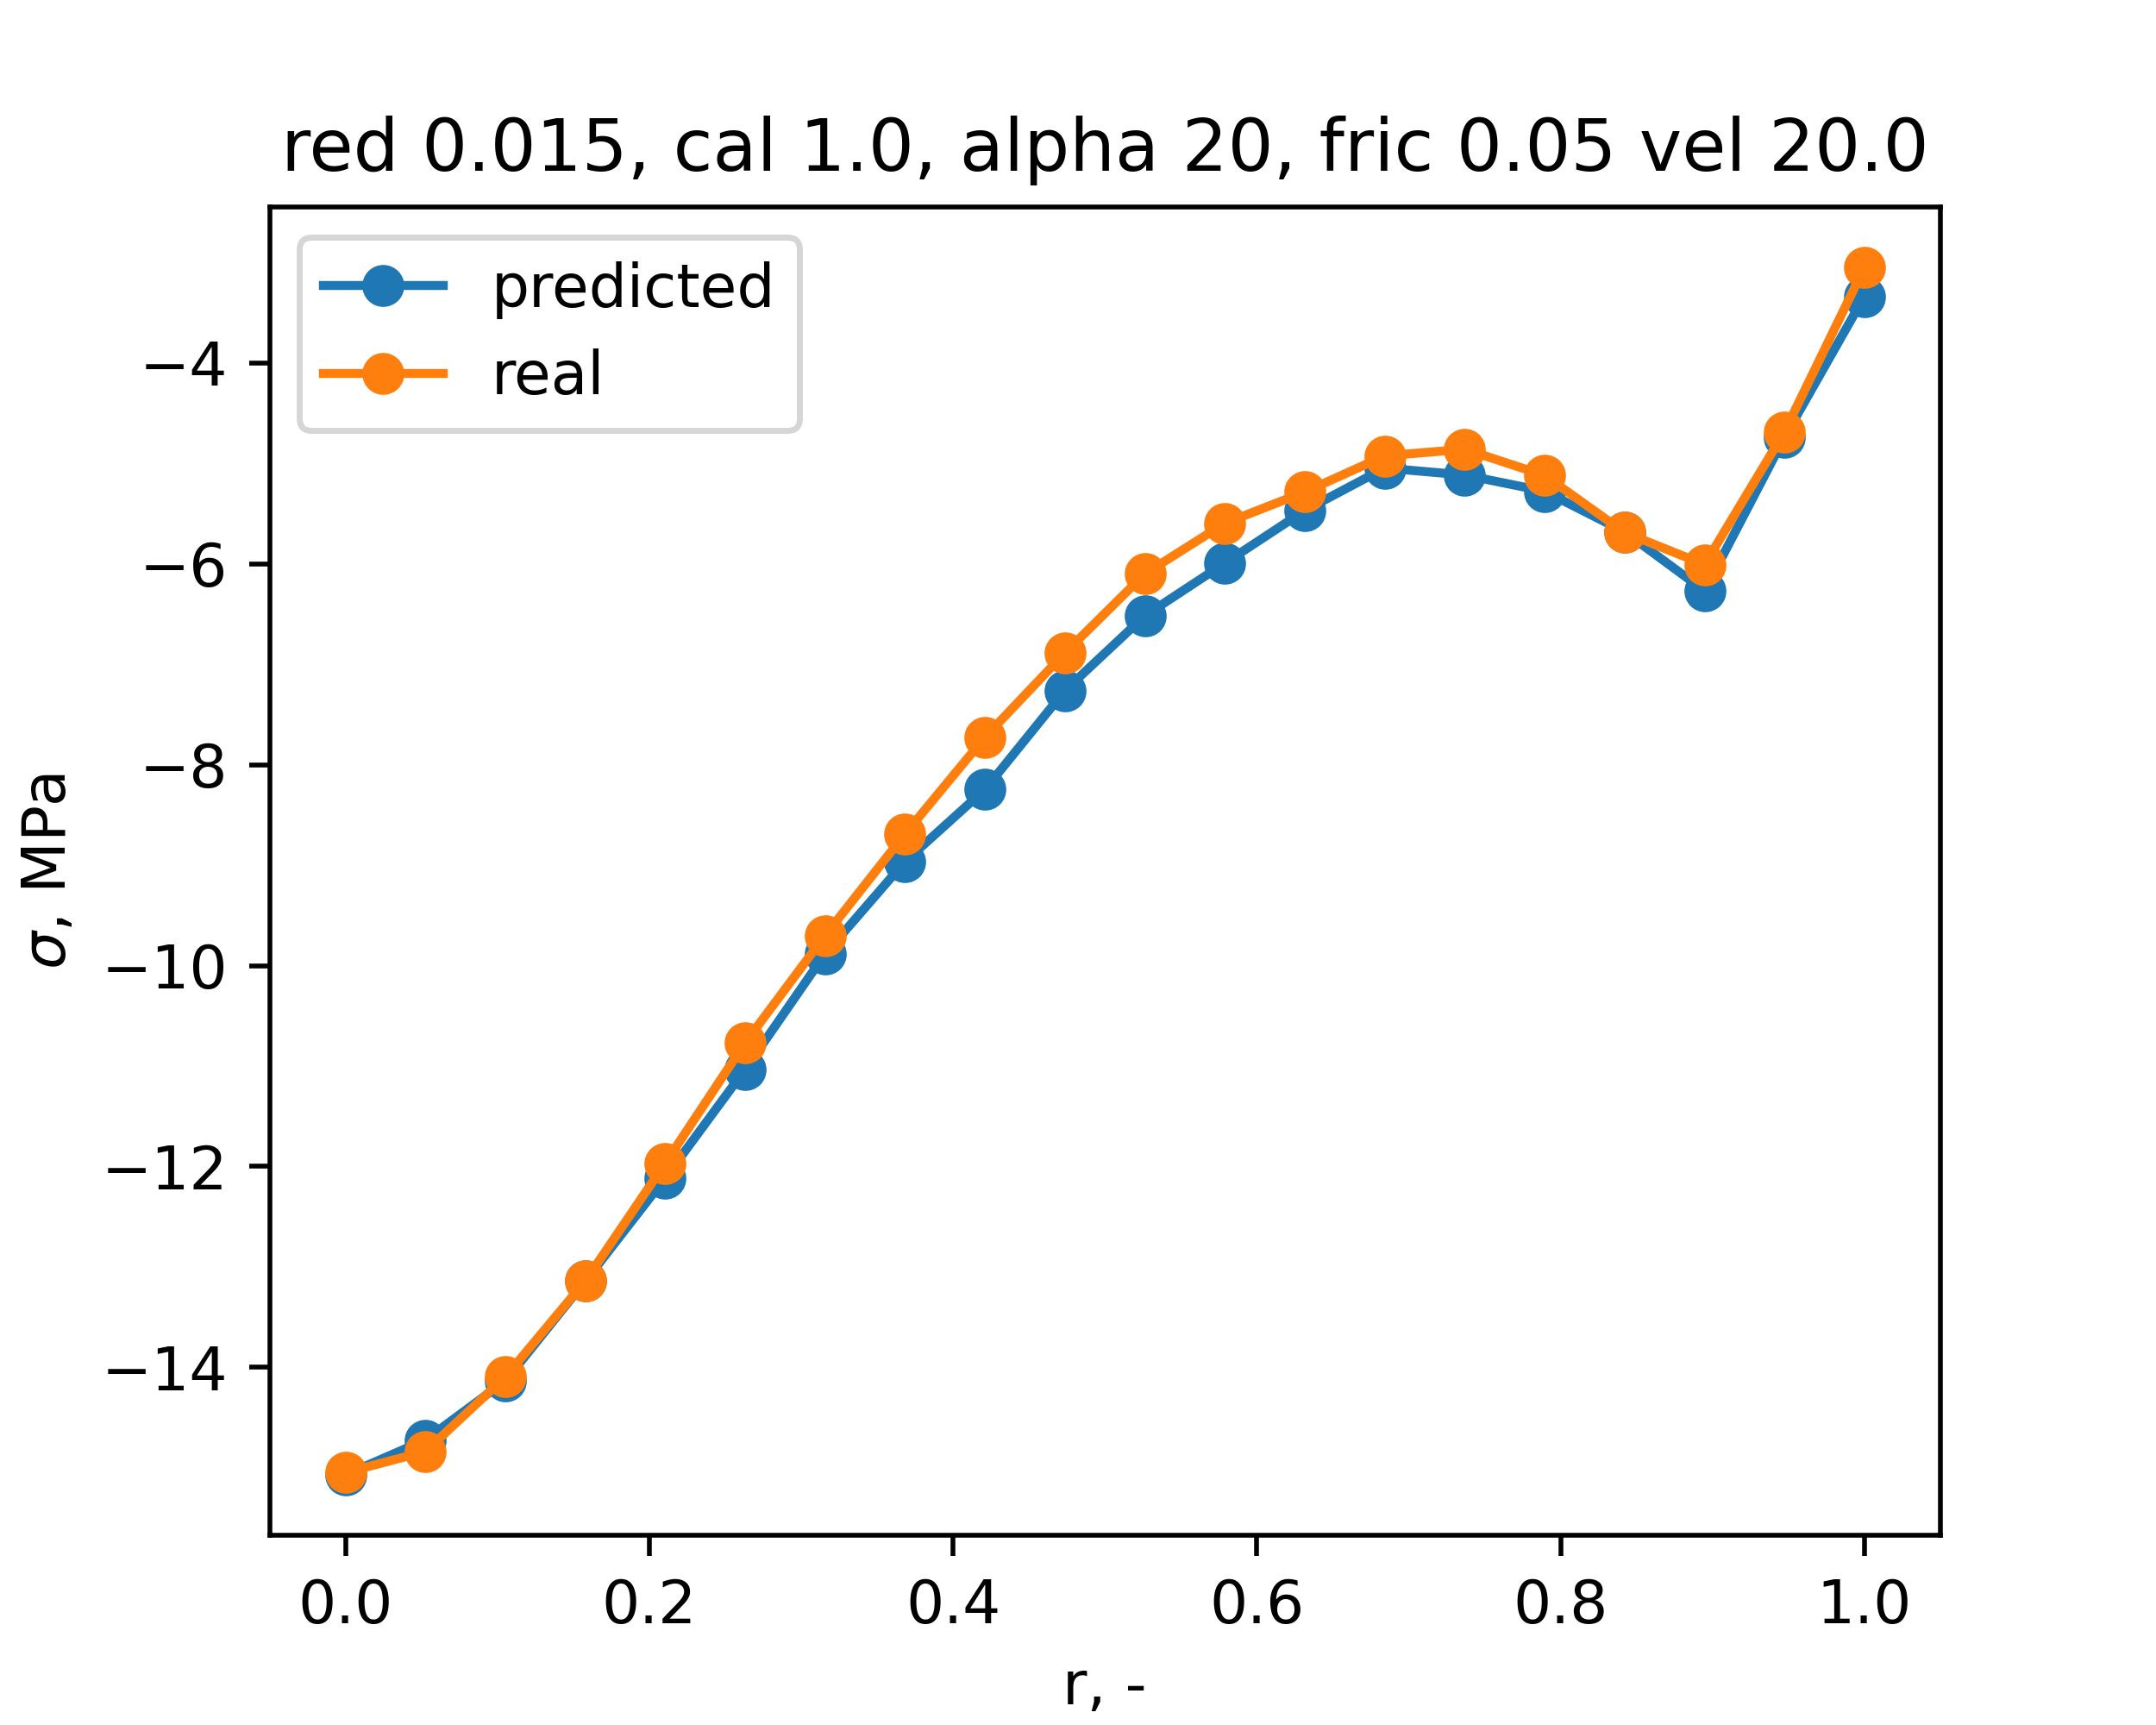 red 0.015, cal 1.0, alpha 20, fric 0.05 vel 20.0
predicted
real
−4
−6
−8
−10
−12
−14
σ, MPa
0.0 0.2 0.4 0.6 0.8 1.0
r, -